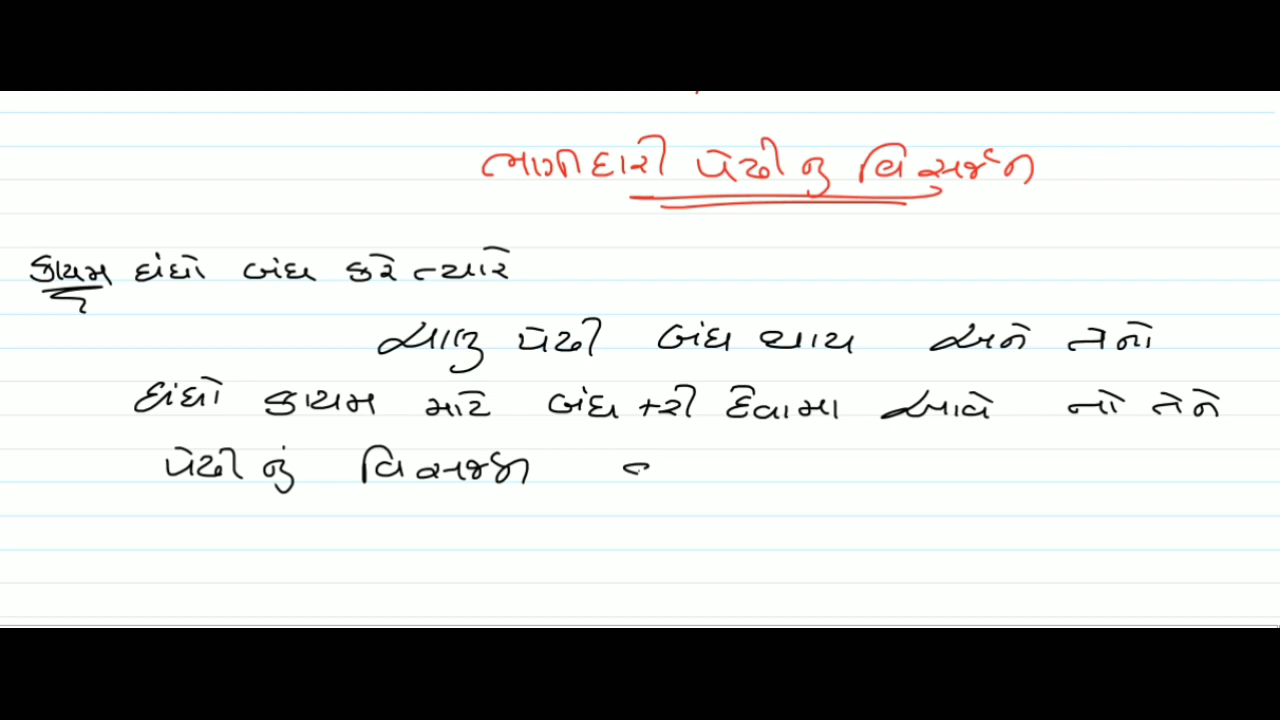 ભાગીદારી પેઢીનું વિસર્જન
કાયમ ધંધો બંધ કરે ત્યારે
ચાલુ પેઢી બંધ થાય અને તેનો
ધંધો કાયમ માટે બંધ કરી દેવામા આવે તો તેને
પેઢીનું વિસર્જન